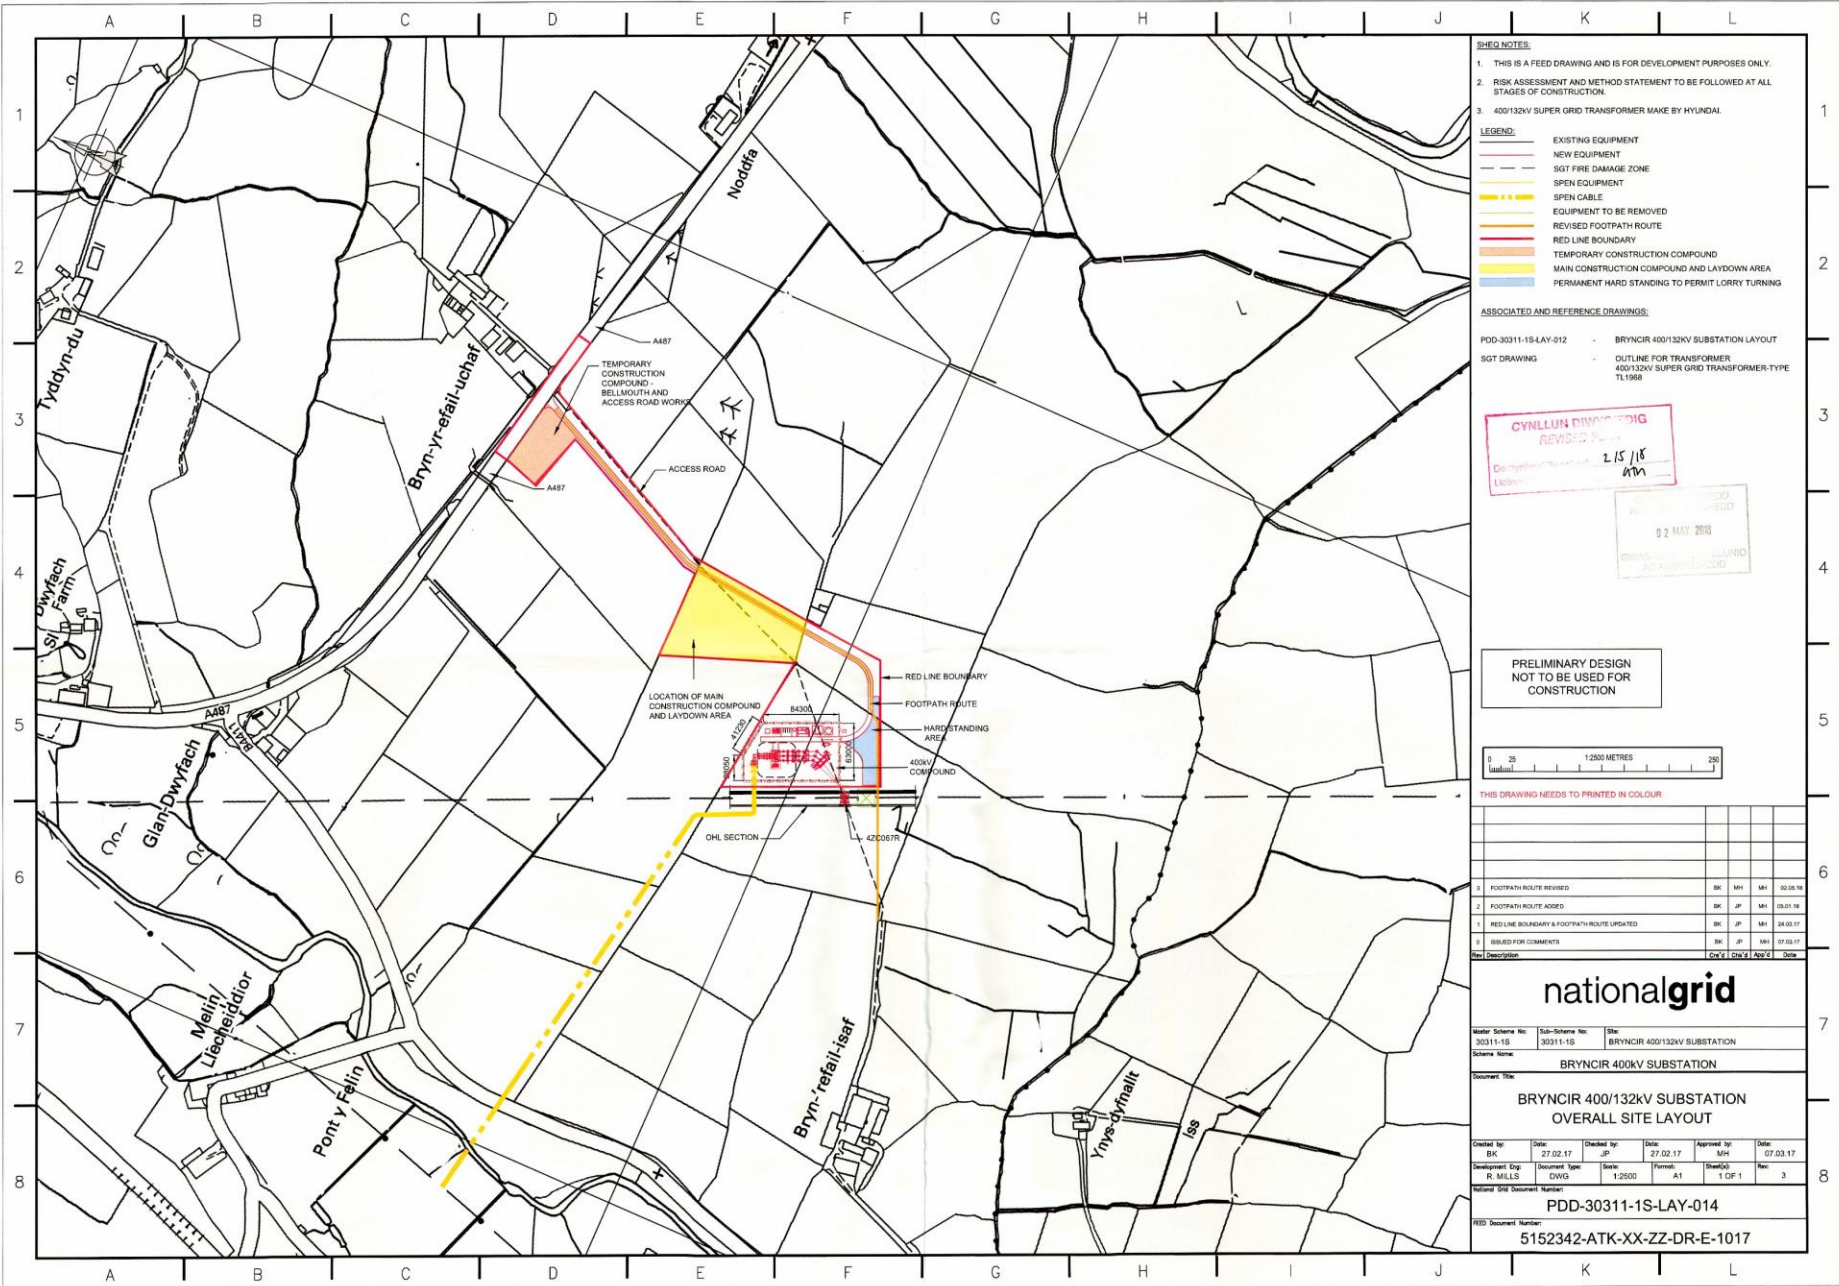 A B C D E F G H I J K L
1
2
3
4
5
6
7
8
Noddfa
Tyddyn-du
Bryn-yr-efail-uchaf
A487
TEMPORARY
CONSTRUCTION
COMPOUND -
BELLMOUTH AND
ACCESS ROAD WORKS
ACCESS ROAD
A487
Dwyfach
Farm
Sl
A487
B4411
Glan-Dwyfach
LOCATION OF MAIN
CONSTRUCTION COMPOUND
AND LAYDOWN AREA
RED LINE BOUNDARY
FOOTPATH ROUTE
HARDSTANDING
AREA
400kV
COMPOUND
84300
41230
63000
OHL SECTION
4ZC067R
Melin
Llecheiddior
Pont y Felin
Bryn-'refail-isaf
Ynys-dyfnallt
Iss
A B C D E F G H I J K L
SHEQ NOTES:
1. THIS IS A FEED DRAWING AND IS FOR DEVELOPMENT PURPOSES ONLY.
2. RISK ASSESSMENT AND METHOD STATEMENT TO BE FOLLOWED AT ALL
STAGES OF CONSTRUCTION.
3. 400/132kV SUPER GRID TRANSFORMER MAKE BY HYUNDAI.
LEGEND:
EXISTING EQUIPMENT
NEW EQUIPMENT
SGT FIRE DAMAGE ZONE
SPEN EQUIPMENT
SPEN CABLE
EQUIPMENT TO BE REMOVED
REVISED FOOTPATH ROUTE
RED LINE BOUNDARY
TEMPORARY CONSTRUCTION COMPOUND
MAIN CONSTRUCTION COMPOUND AND LAYDOWN AREA
PERMANENT HARD STANDING TO PERMIT LORRY TURNING
ASSOCIATED AND REFERENCE DRAWINGS:
PDD-30311-1S-LAY-012 - BRYNCIR 400/132KV SUBSTATION LAYOUT
SGT DRAWING - OUTLINE FOR TRANSFORMER
400/132kV SUPER GRID TRANSFORMER-TYPE
TL1968
CYNLLUN
REVISED
2/5/18
02 MAY 2018
PRELIMINARY DESIGN
NOT TO BE USED FOR
CONSTRUCTION
0 25 1:2500 METRES 250
THIS DRAWING NEEDS TO PRINTED IN COLOUR
3 FOOTPATH ROUTE REVISED BK MH MH 02.05.18
2 FOOTPATH ROUTE ADDED BK JP MH 05.01.18
1 RED LINE BOUNDARY & FOOTPATH ROUTE UPDATED BK JP MH 24.03.17
0 ISSUED FOR COMMENTS BK JP MH 07.03.17
Rev Description Cre'd Chk'd App'd Date
nationalgrid
Master Scheme No: Sub-Scheme No: Site:
30311-1S 30311-1S BRYNCIR 400/132kV SUBSTATION
Scheme Name:
BRYNCIR 400kV SUBSTATION
Document Title:
BRYNCIR 400/132kV SUBSTATION
OVERALL SITE LAYOUT
Created by: Date: Checked by: Date: Approved by: Date:
BK 27.02.17 JP 27.02.17 MH 07.03.17
Development Eng: Document Type: Scale: Format: Sheet(s): Rev:
R. MILLS DWG 1:2500 A1 1 OF 1 3
National Grid Document Number:
PDD-30311-1S-LAY-014
FEED Document Number:
5152342-ATK-XX-ZZ-DR-E-1017